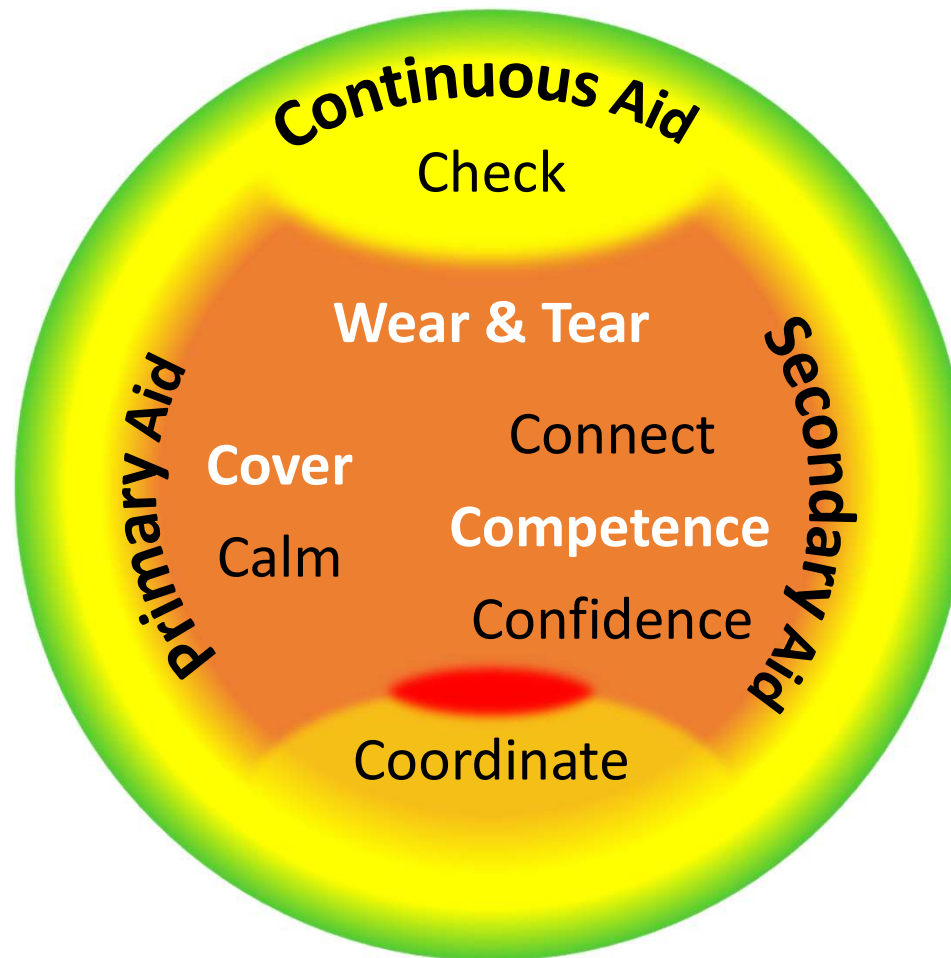 Continuous Aid
Check
Wear & Tear
Primary Aid
Cover
Calm
Connect
Competence
Confidence
Secondary Aid
Coordinate